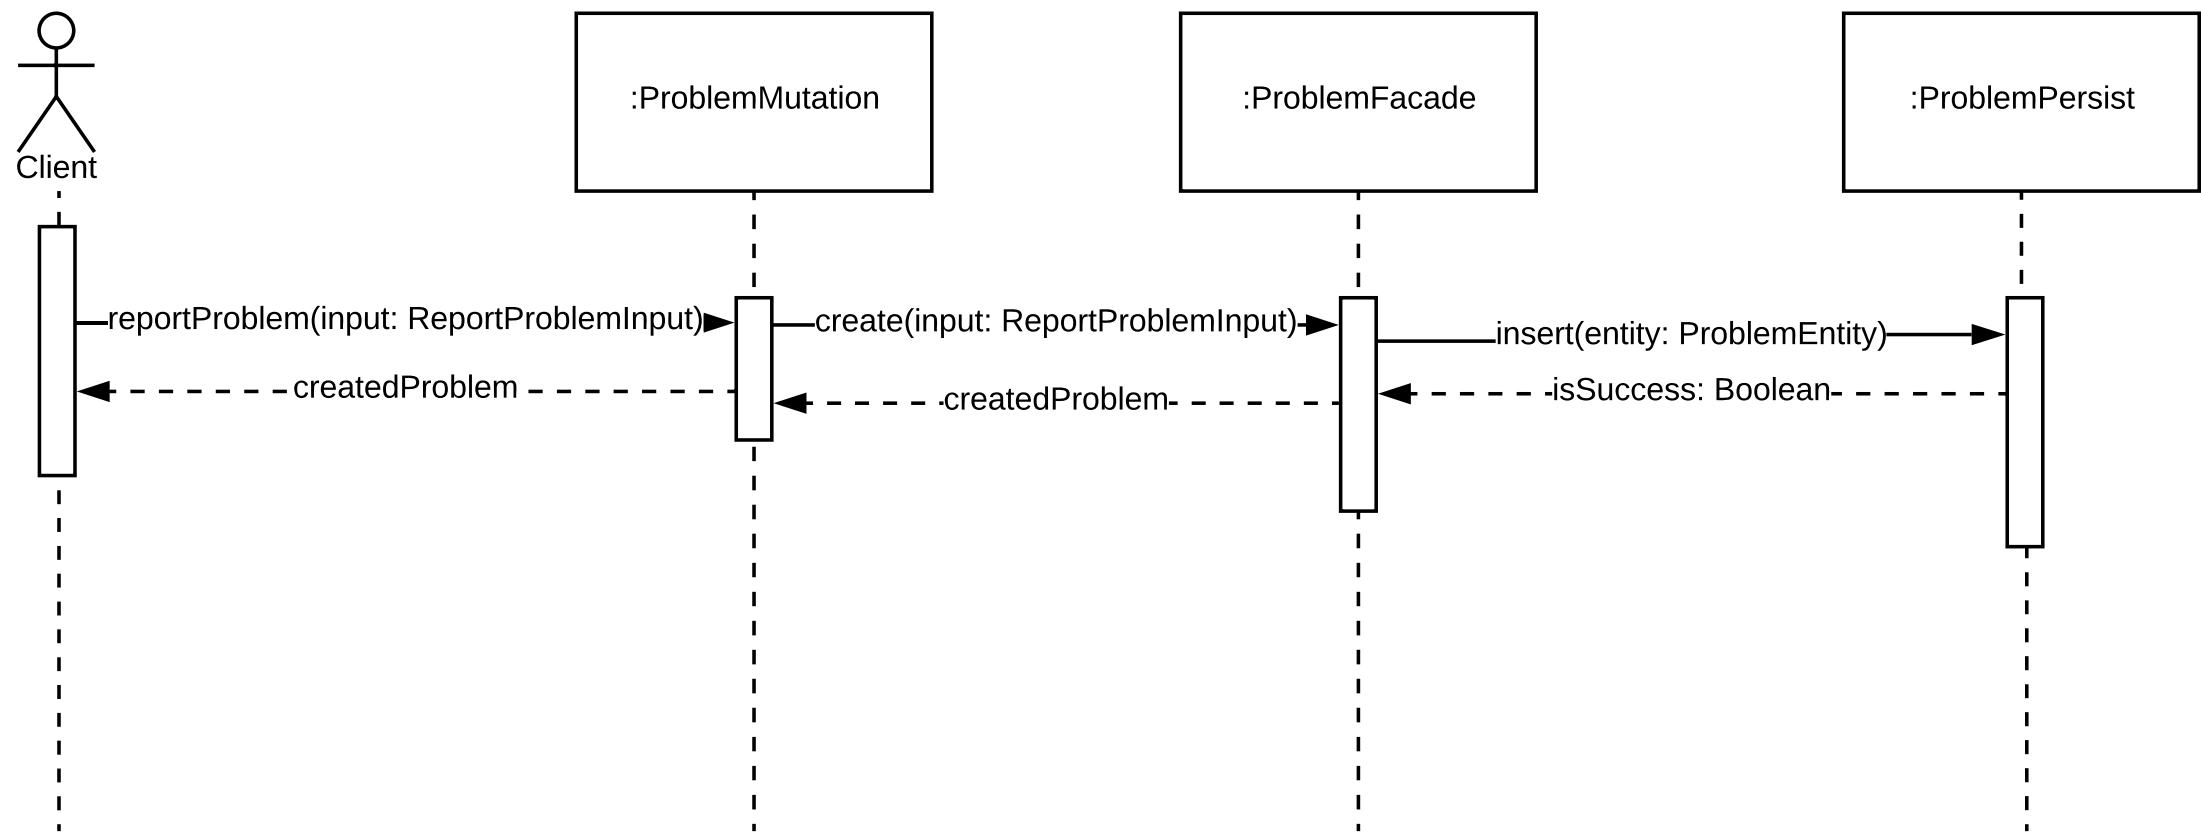 :ProblemMutation
:ProblemFacade
:ProblemPersist
Client
reportProblem(input: ReportProblemInput)
create(input: ReportProblemInput)
insert(entity: ProblemEntity)
createdProblem
createdProblem
isSuccess: Boolean